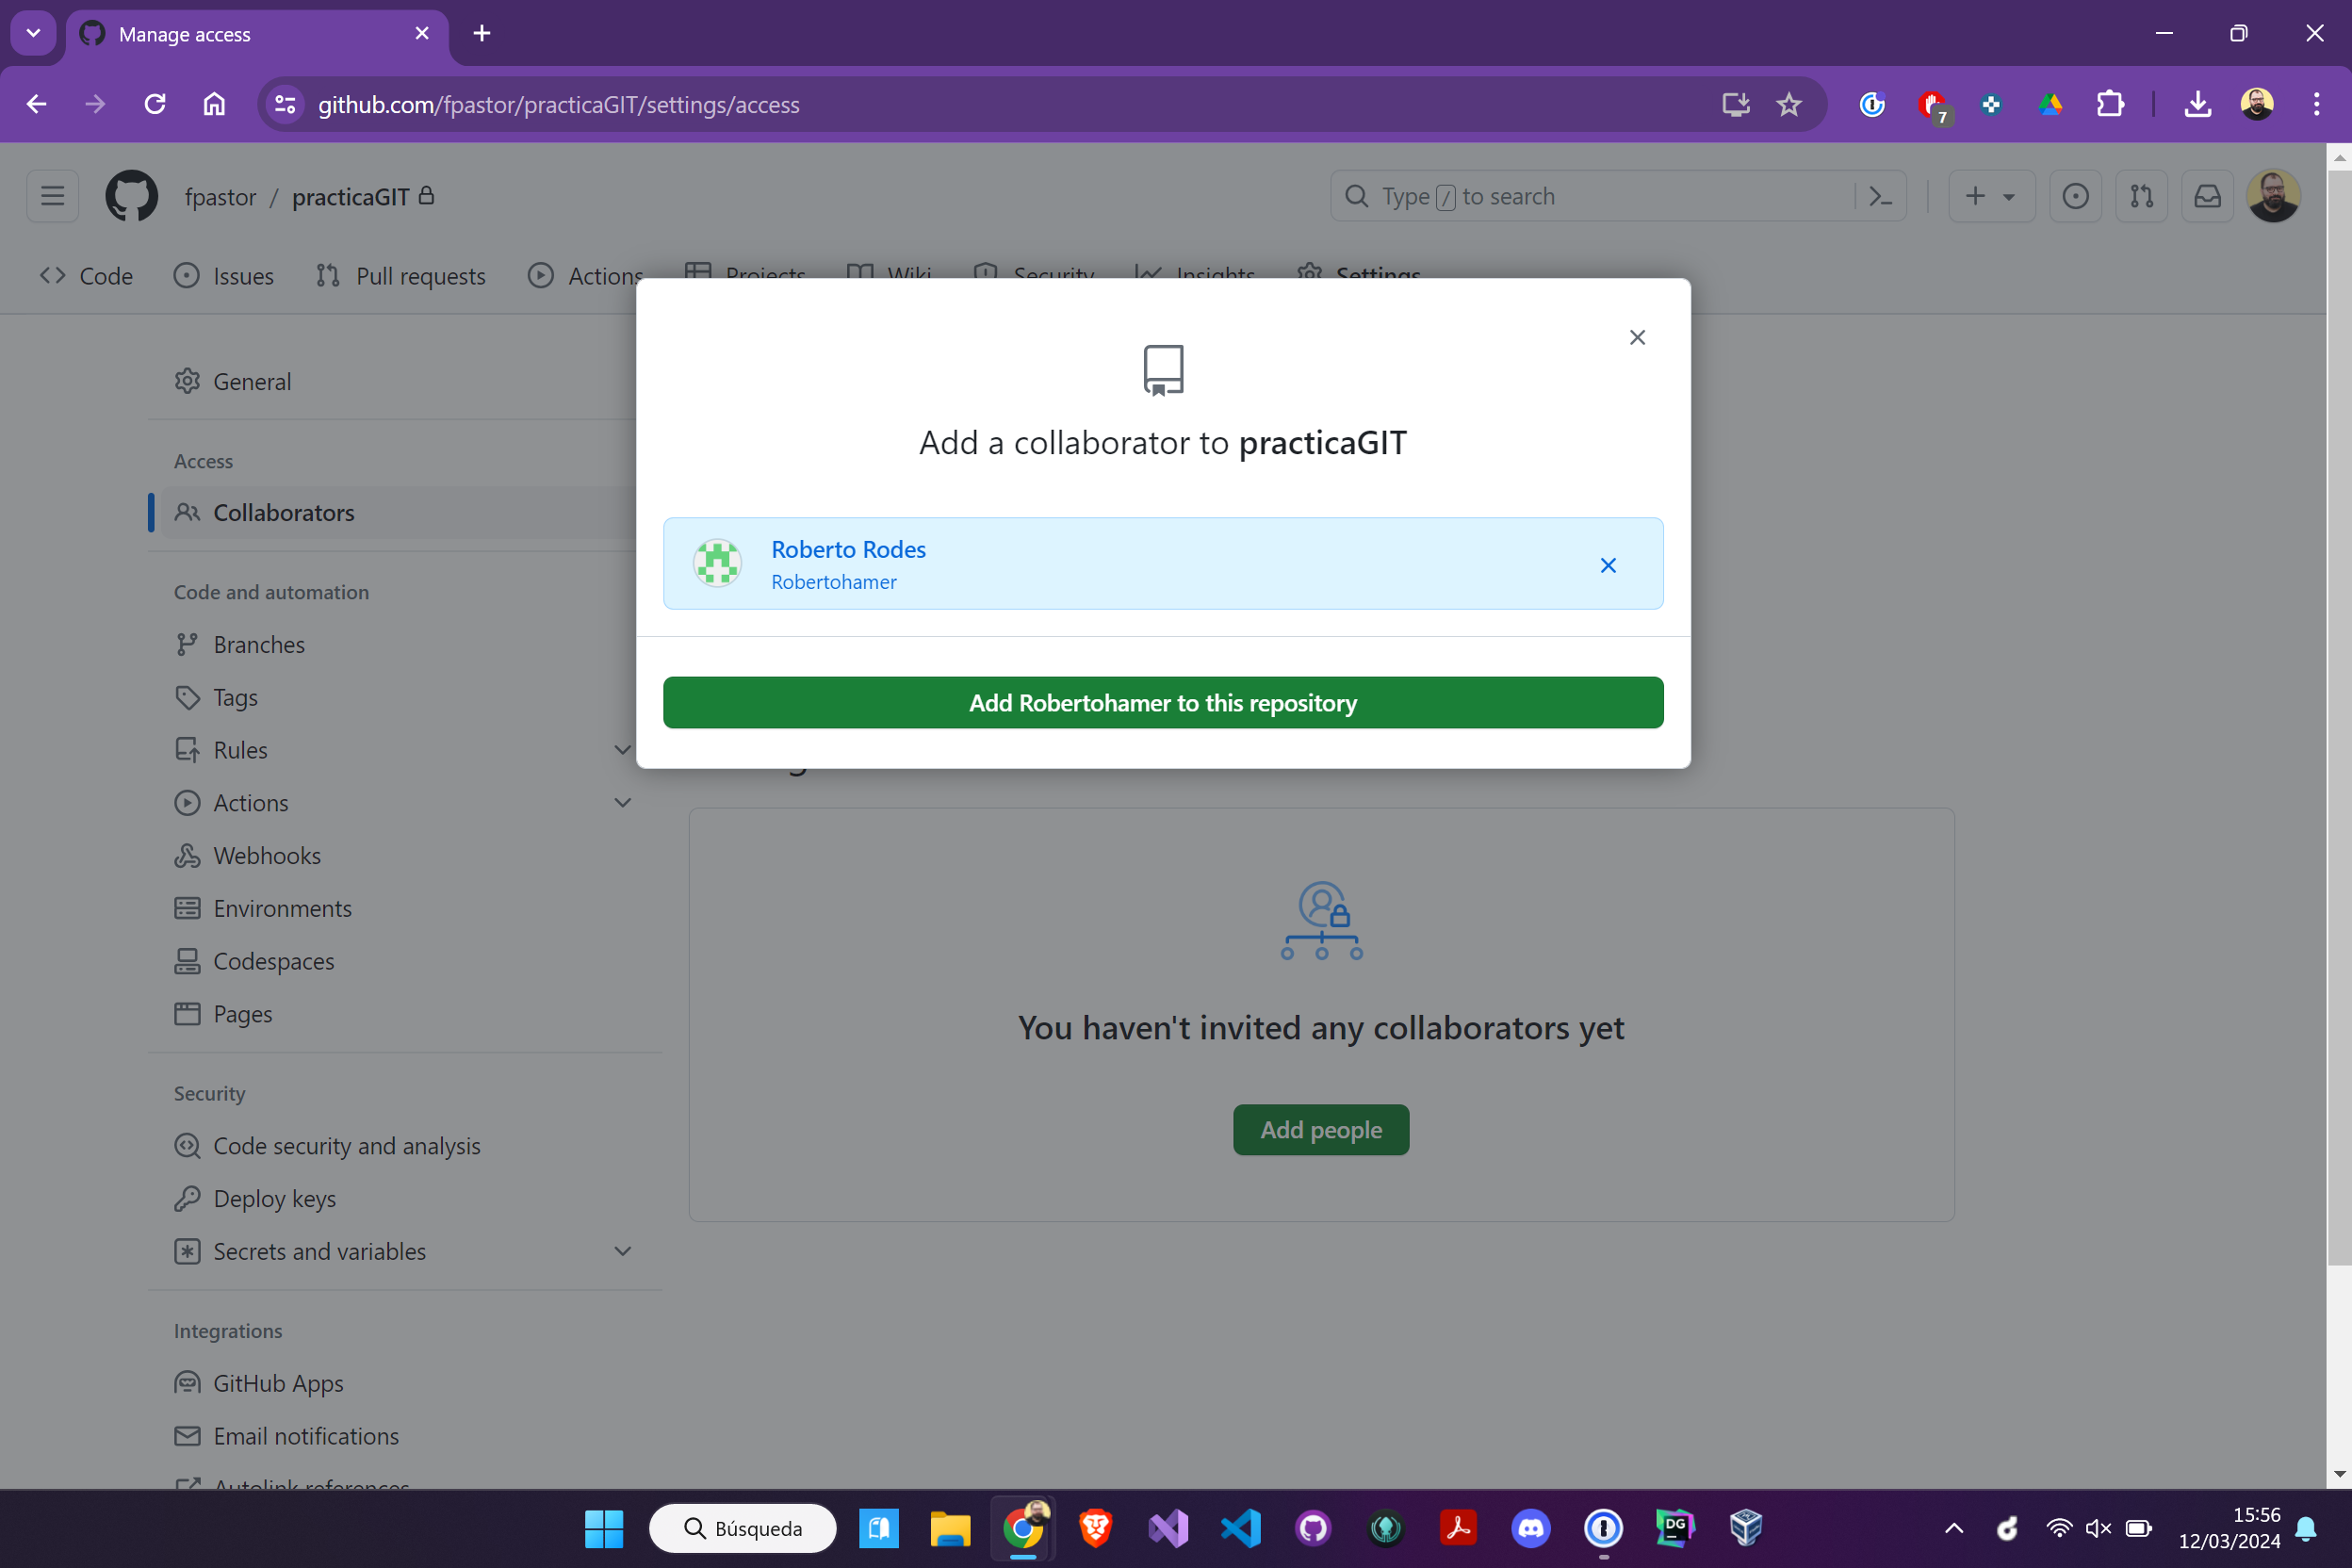 Manage access
github.com/fpastor/practicaGIT/settings/access
7
fpastor / practicaGIT
Type / to search
Code Issues Pull requests Actions Projects Wiki Security Insights Settings
Add a collaborator to practicaGIT
Roberto Rodes
Robertohamer
Add Robertohamer to this repository
General
Access
Collaborators
Code and automation
Branches
Tags
Rules
Actions
Webhooks
Environments
Codespaces
Pages
Security
Code security and analysis
Deploy keys
Secrets and variables
Integrations
GitHub Apps
Email notifications
Autolink references
You haven't invited any collaborators yet
Add people
Búsqueda
DG
15:56
12/03/2024